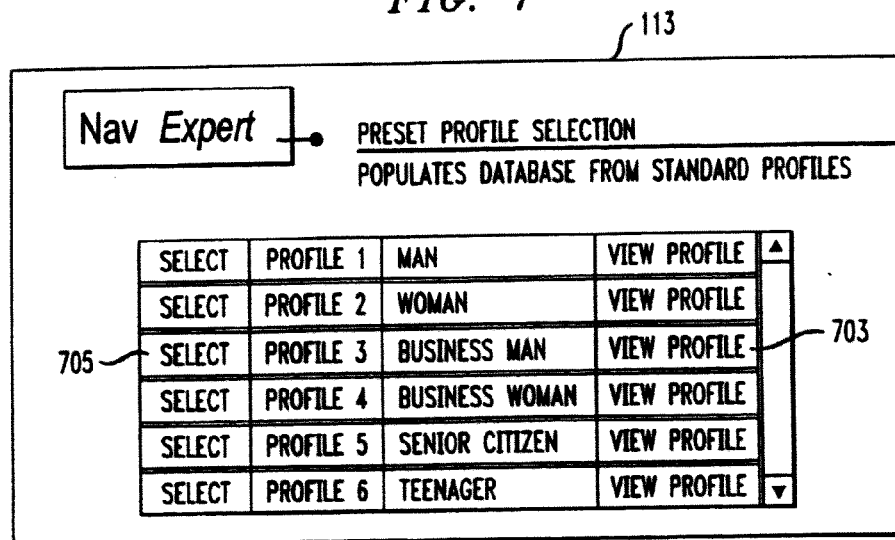 FIG. 7
113
Nav Expert
PRESET PROFILE SELECTION
POPULATES DATABASE FROM STANDARD PROFILES
SELECT PROFILE 1 MAN VIEW PROFILE
SELECT PROFILE 2 WOMAN VIEW PROFILE
705 SELECT PROFILE 3 BUSINESS MAN VIEW PROFILE 703
SELECT PROFILE 4 BUSINESS WOMAN VIEW PROFILE
SELECT PROFILE 5 SENIOR CITIZEN VIEW PROFILE
SELECT PROFILE 6 TEENAGER VIEW PROFILE